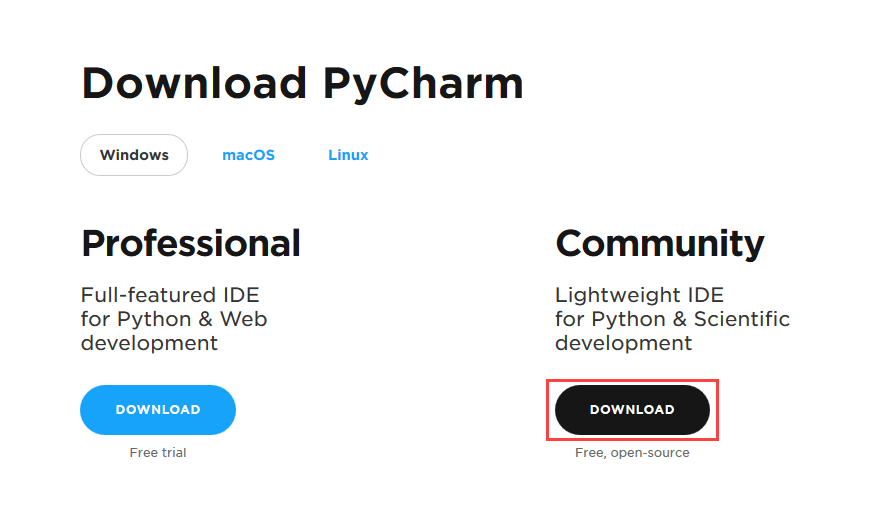 Download PyCharm
Windows
macOS
Linux
Professional
Full-featured IDE
for Python & Web
development
DOWNLOAD
Free trial
Community
Lightweight IDE
for Python & Scientific
development
DOWNLOAD
Free, open-source